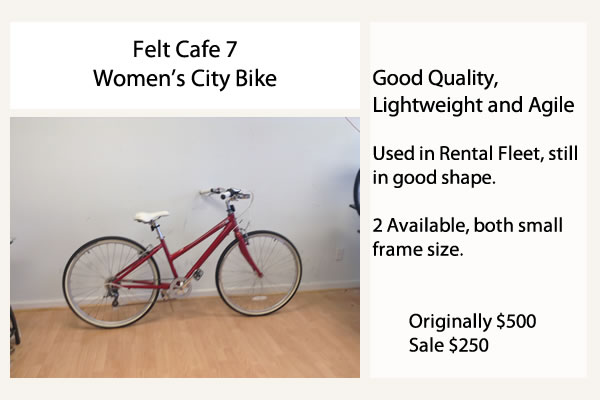 Felt Cafe 7
Women’s City Bike
Good Quality,
Lightweight and Agile
Used in Rental Fleet, still
in good shape.
2 Available, both small
frame size.
Originally $500
Sale $250